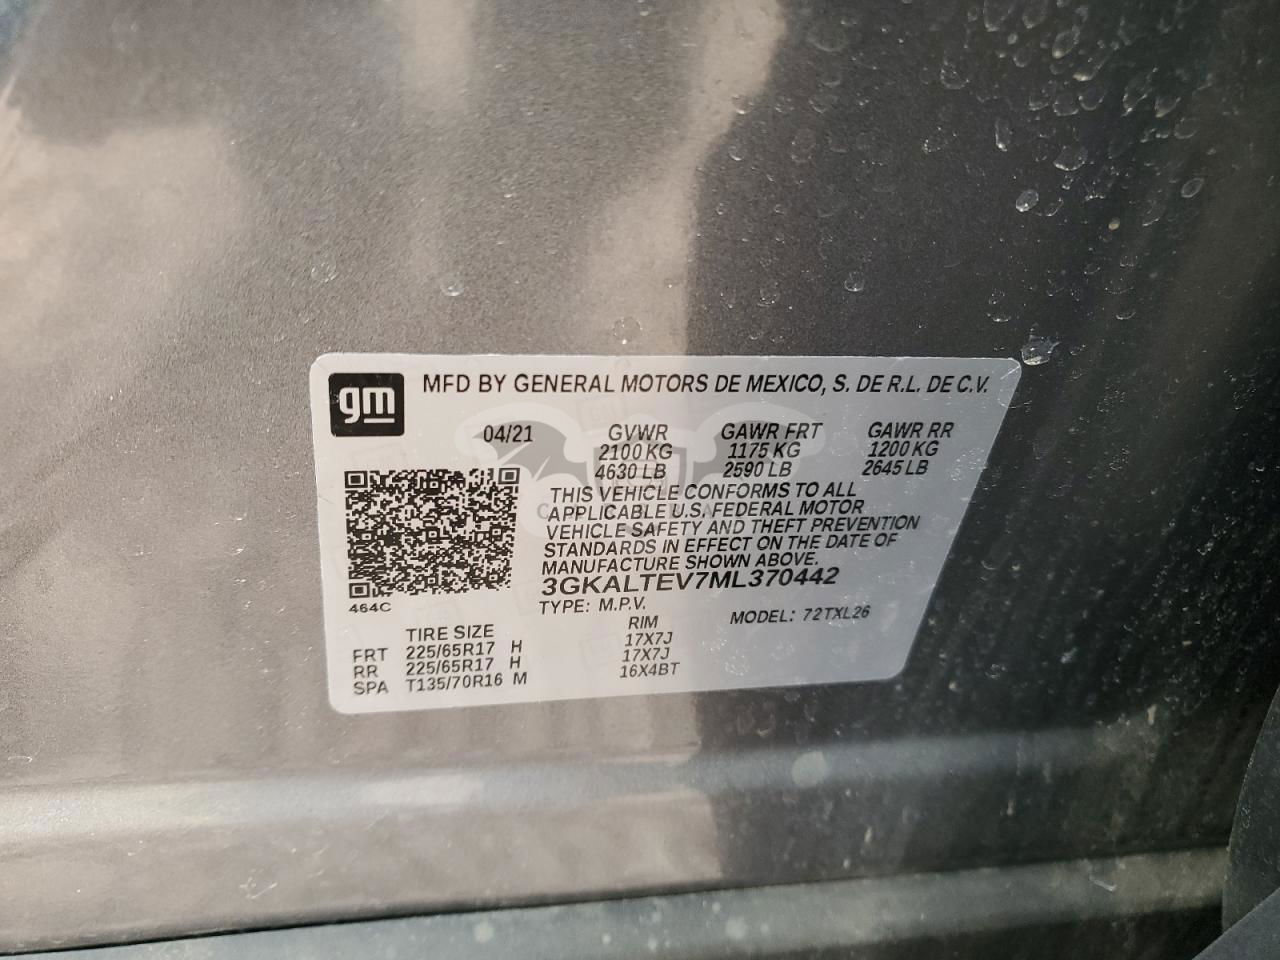 gm
MFD BY GENERAL MOTORS DE MEXICO, S. DE R.L. DE C.V.
04/21 GVWR GAWR FRT GAWR RR
2100 KG 1175 KG 1200 KG
4630 LB 2590 LB 2645 LB
THIS VEHICLE CONFORMS TO ALL
APPLICABLE U.S. FEDERAL MOTOR
VEHICLE SAFETY AND THEFT PREVENTION
STANDARDS IN EFFECT ON THE DATE OF
MANUFACTURE SHOWN ABOVE.
3GKALTEV7ML370442
464C
TYPE: M.P.V. MODEL: 72TXL26
TIRE SIZE RIM
FRT 225/65R17 H 17X7J
RR 225/65R17 H 17X7J
SPA T135/70R16 M 16X4BT